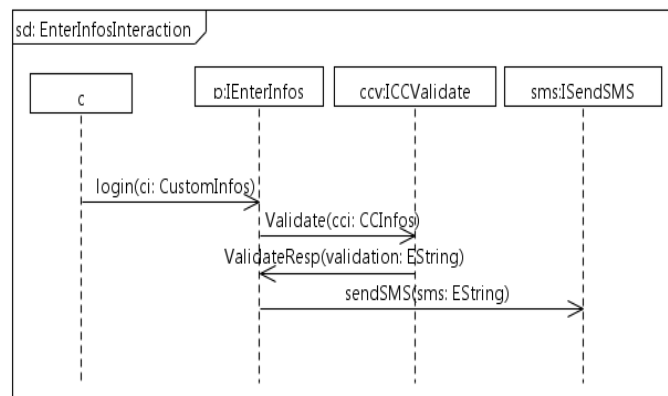 sd: EnterInfosInteraction
c
p:IEnterInfos
ccv:ICCValidate
sms:ISendSMS
login(ci: CustomInfos)
Validate(cci: CCInfos)
ValidateResp(validation: EString)
sendSMS(sms: EString)